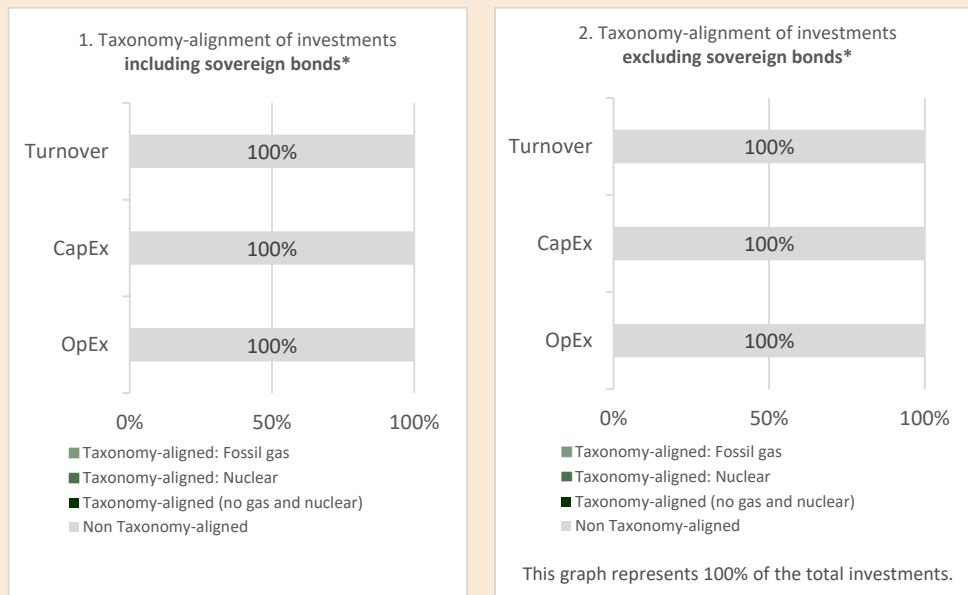 1. Taxonomy-alignment of investments
including sovereign bonds*
Turnover
100%
CapEx
100%
OpEx
100%
0%
50%
100%
Taxonomy-aligned: Fossil gas
Taxonomy-aligned: Nuclear
Taxonomy-aligned (no gas and nuclear)
Non Taxonomy-aligned
2. Taxonomy-alignment of investments
excluding sovereign bonds*
Turnover
100%
CapEx
100%
OpEx
100%
0%
50%
100%
Taxonomy-aligned: Fossil gas
Taxonomy-aligned: Nuclear
Taxonomy-aligned (no gas and nuclear)
Non Taxonomy-aligned
This graph represents 100% of the total investments.